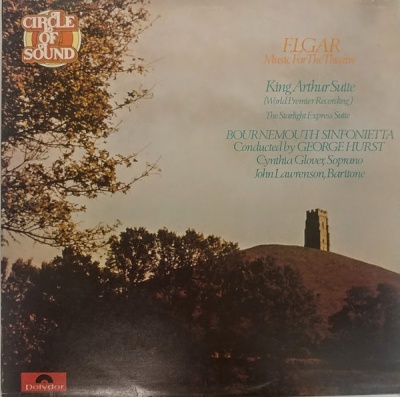 CIRCLE
OF
SOUND
ELGAR
Music For The Theatre
King Arthur Suite
(World Premier Recording)
The Starlight Express Suite
BOURNEMOUTH SINFONIETTA
Conducted by GEORGE HURST
Cynthia Glover, Soprano
John Lawrenson, Baritone
Polydor